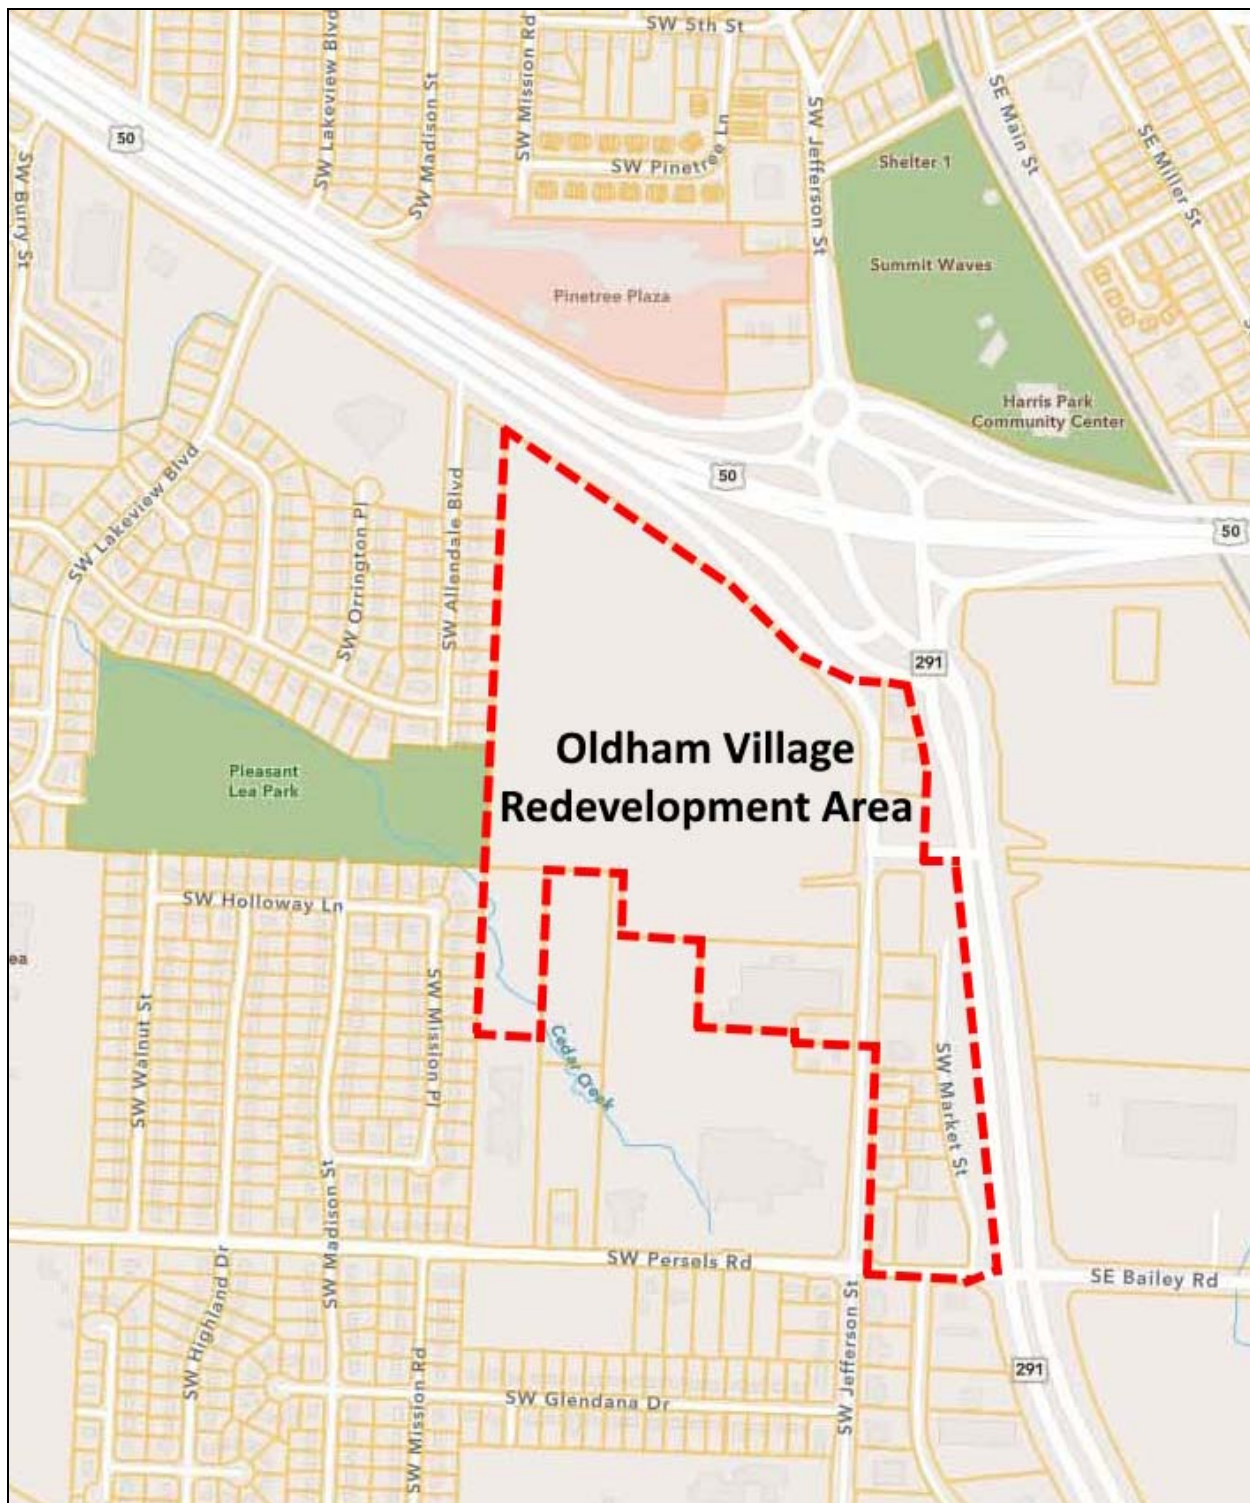 SW 5th St
SW Lakeview Blvd
SW Madison St
SW Mission Rd
SW Pinetree Ln
SW Jefferson St
SE Main St
SE Miller St
50
SW Burry St
Shelter 1
Summit Waves
Pinetree Plaza
Harris Park
Community Center
50
50
SW Lakeview Blvd
SW Orrington Pl
SW Allendale Blvd
291
Pleasant
Lea Park
Oldham Village
Redevelopment Area
SW Holloway Ln
ea
SW Walnut St
SW Mission Pl
Cedar Creek
SW Market St
SW Madison St
SW Highland Dr
SW Persels Rd
SE Bailey Rd
SW Mission Rd
SW Jefferson St
291
SW Glendana Dr